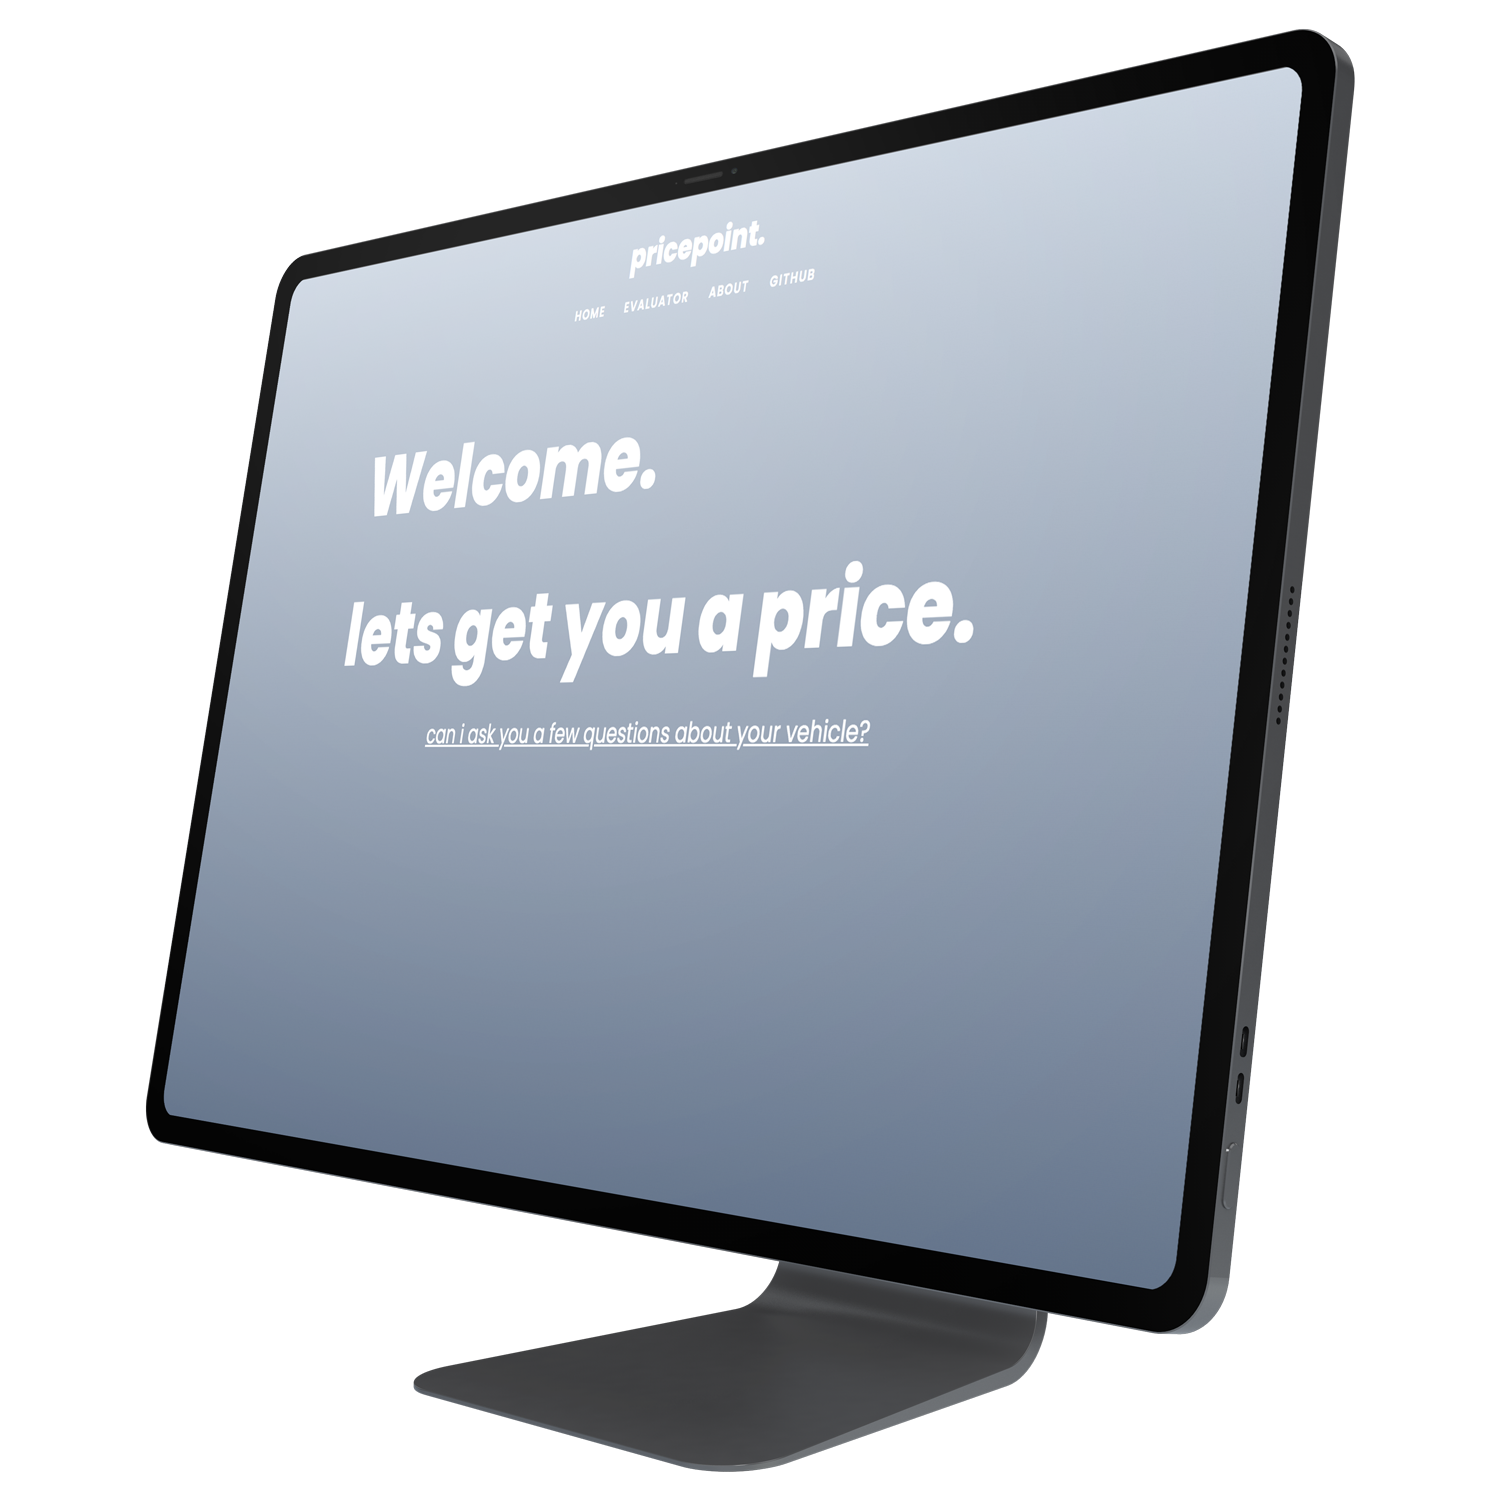 pricepoint.
HOME EVALUATOR ABOUT GITHUB
Welcome.
lets get you a price.
can i ask you a few questions about your vehicle?